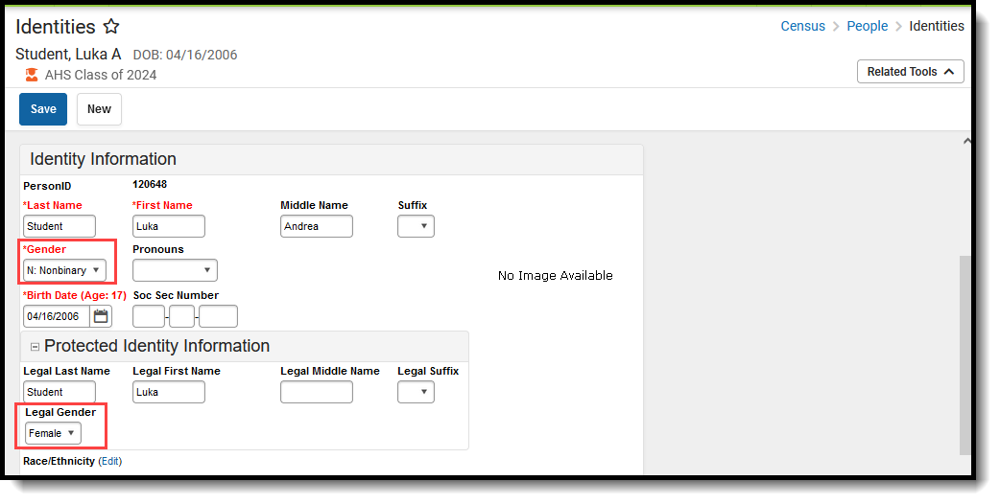 Identities
Census > People > Identities
Student, Luka A DOB: 04/16/2006
AHS Class of 2024
Related Tools
Save New
Identity Information
PersonID 120648
*Last Name *First Name Middle Name Suffix
Student Luka Andrea
*Gender Pronouns
N: Nonbinary
No Image Available
*Birth Date (Age: 17) Soc Sec Number
04/16/2006 - -
Protected Identity Information
Legal Last Name Legal First Name Legal Middle Name Legal Suffix
Student Luka
Legal Gender
Female
Race/Ethnicity (Edit)